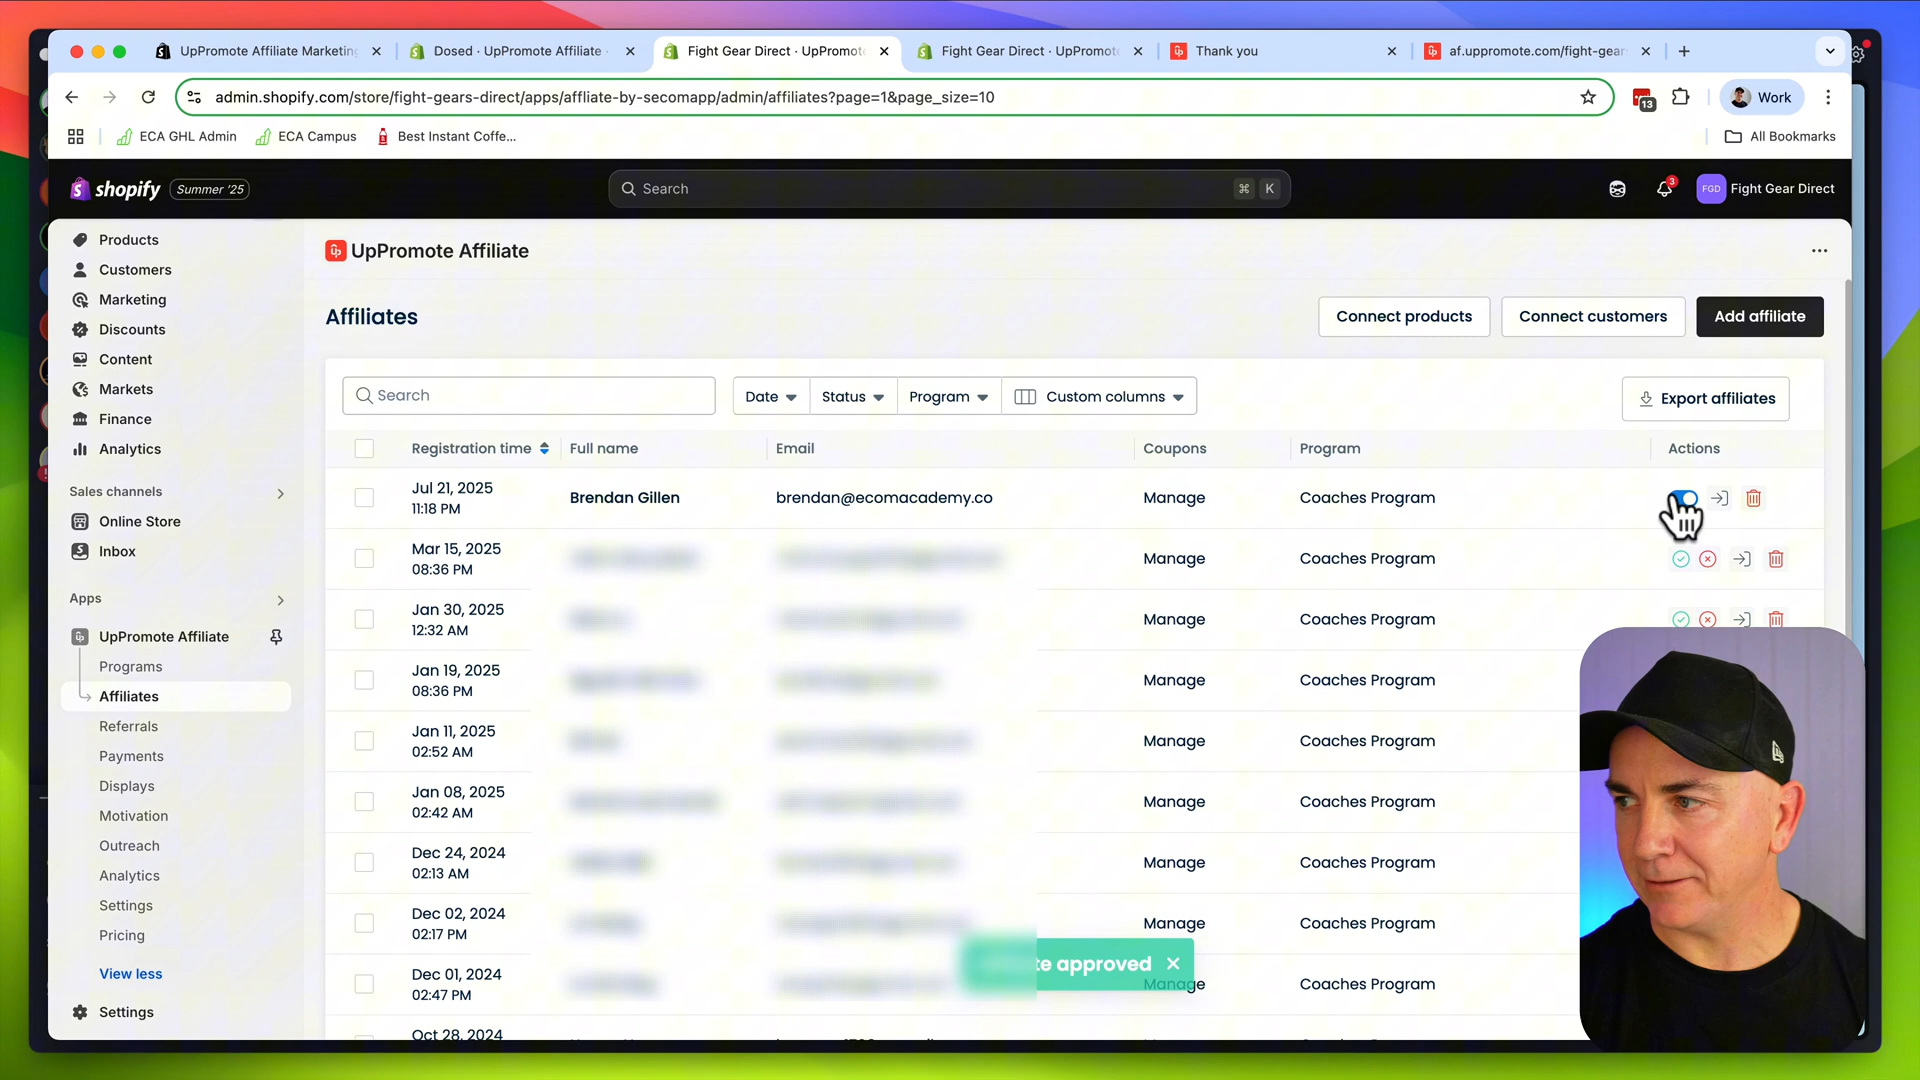 UpPromote Affiliate Marketing
Dosed · UpPromote Affiliate ·
Fight Gear Direct · UpPromote
Fight Gear Direct · UpPromote
Thank you
af.uppromote.com/fight-gear
admin.shopify.com/store/fight-gears-direct/apps/affliate-by-secomapp/admin/affiliates?page=1&page_size=10
13
Work
ECA GHL Admin
ECA Campus
Best Instant Coffe...
All Bookmarks
shopify
Summer '25
Search
⌘ K
3
FGD
Fight Gear Direct
Products
Customers
Marketing
Discounts
Content
Markets
Finance
Analytics
Sales channels
Online Store
Inbox
Apps
UpPromote Affiliate
Programs
Affiliates
Referrals
Payments
Displays
Motivation
Outreach
Analytics
Settings
Pricing
View less
Settings
UpPromote Affiliate
Affiliates
Connect products
Connect customers
Add affiliate
Search
Date
Status
Program
Custom columns
Export affiliates
Registration time Full name Email Coupons Program Actions
Jul 21, 2025
11:18 PM
Brendan Gillen brendan@ecomacademy.co Manage Coaches Program
Mar 15, 2025
08:36 PM
Manage Coaches Program
Jan 30, 2025
12:32 AM
Manage Coaches Program
Jan 19, 2025
08:36 PM
Manage Coaches Program
Jan 11, 2025
02:52 AM
Manage Coaches Program
Jan 08, 2025
02:42 AM
Manage Coaches Program
Dec 24, 2024
02:13 AM
Manage Coaches Program
Dec 02, 2024
02:17 PM
Manage Coaches Program
Dec 01, 2024
02:47 PM
Manage Coaches Program
Oct 28, 2024
approved